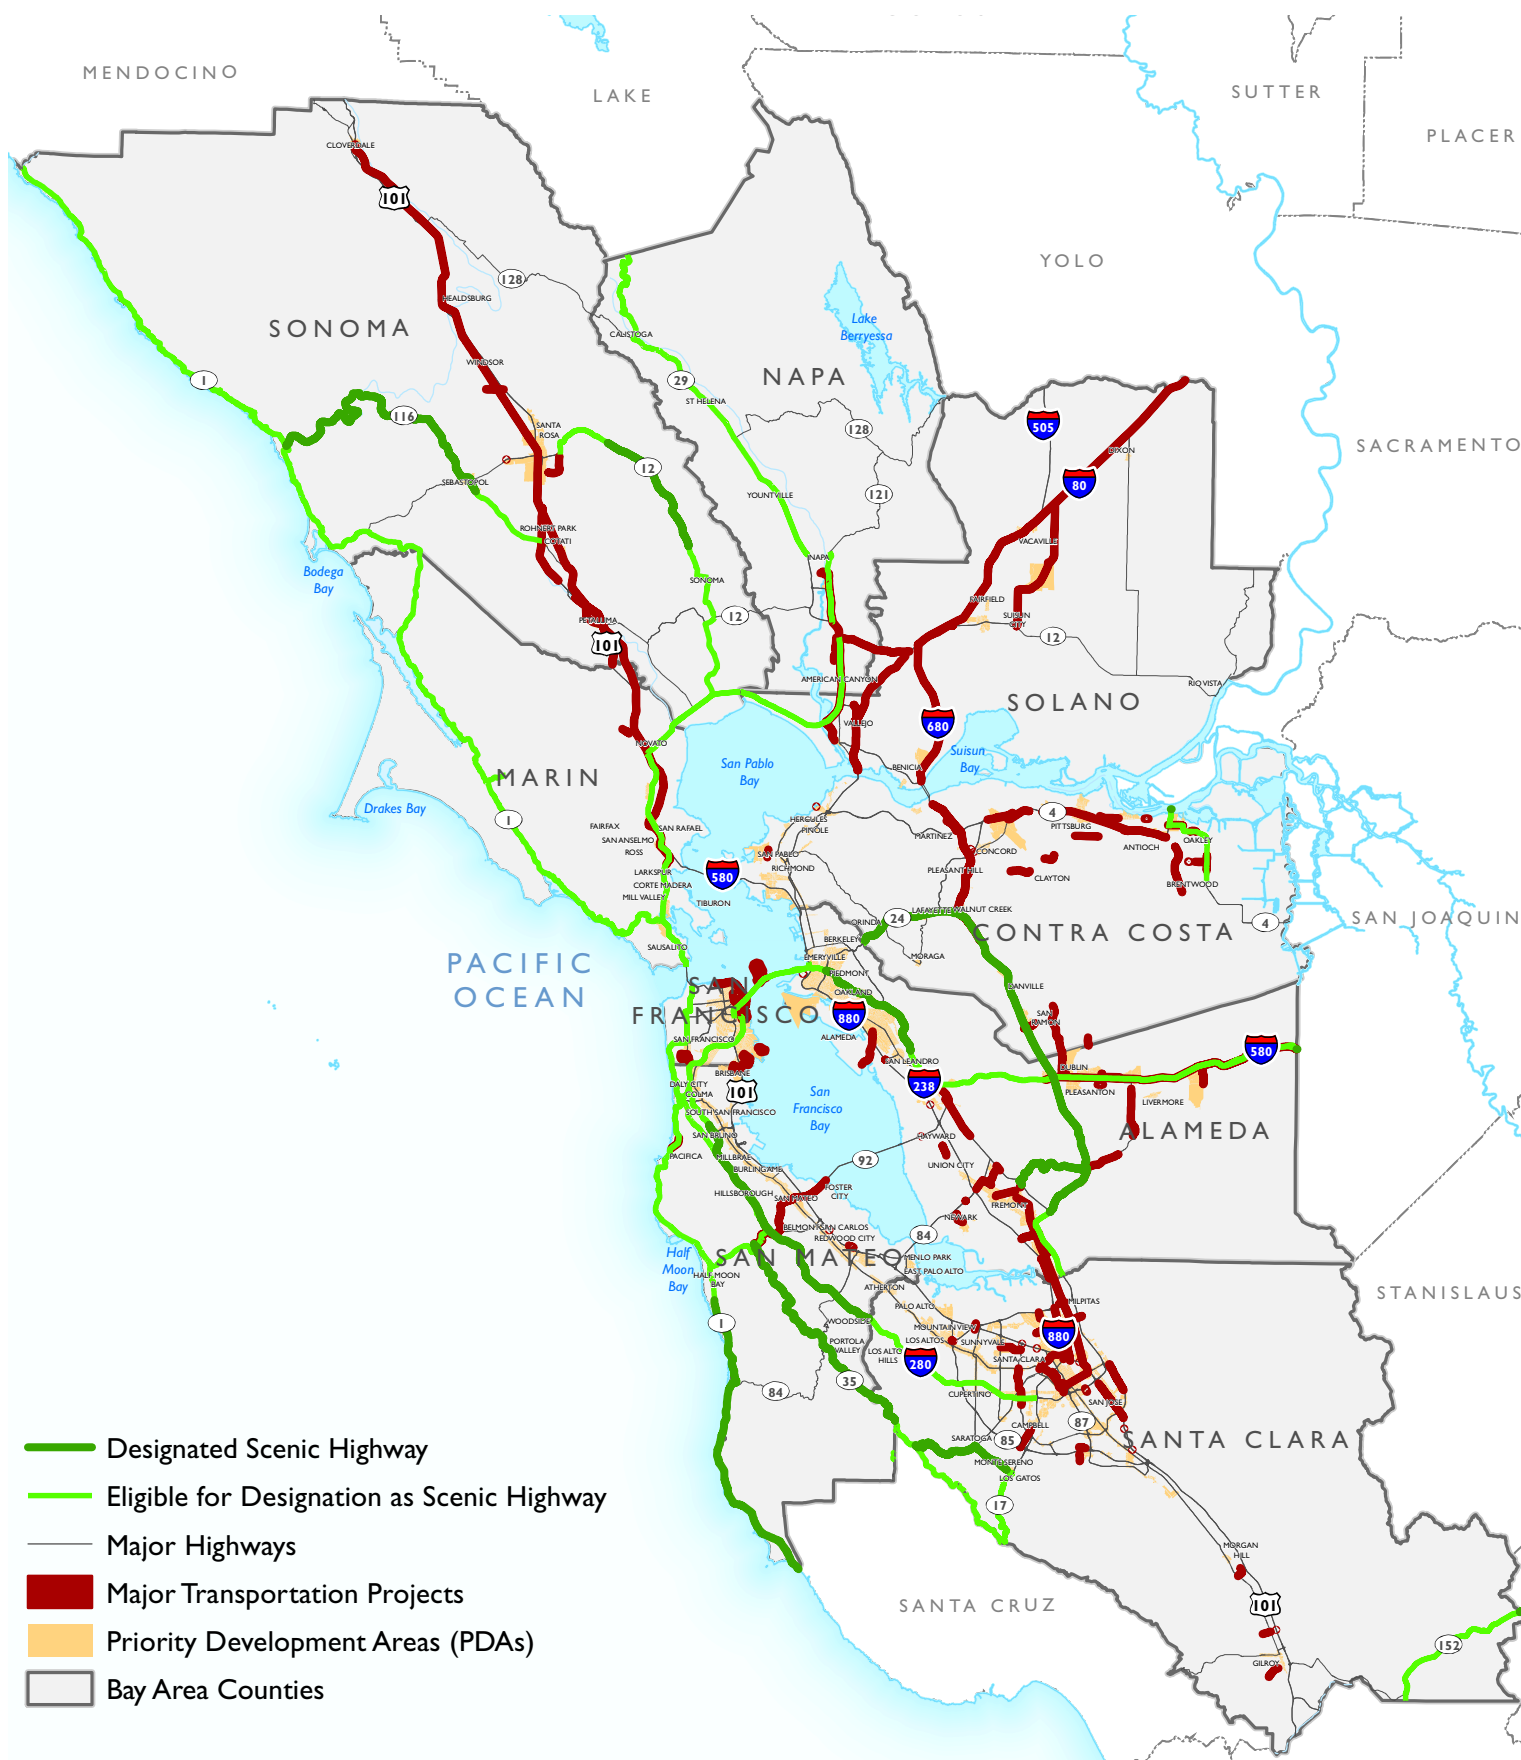 MENDOCINO
LAKE
SUTTER
PLACER
CLOVERDALE
101
YOLO
128
HEALDSBURG
SONOMA
Lake
Berryessa
CALISTOGA
WINDSOR
NAPA
1
29
ST HELENA
116
SANTA
ROSA
128
505
SACRAMENTO
DIXON
12
80
SEBASTOPOL
YOUNTVILLE
121
ROHNERT PARK
COTATI
VACAVILLE
NAPA
Bodega
Bay
SONOMA
FAIRFIELD
PETALUMA
12
SUISUN
CITY
12
101
AMERICAN CANYON
RIO VISTA
SOLANO
VALLEJO
680
NOVATO
San Pablo
Bay
Suisun
Bay
BENICIA
MARIN
Drakes Bay
1
HERCULES
PINOLE
4
PITTSBURG
FAIRFAX
SAN RAFAEL
SAN ANSELMO
ROSS
MARTINEZ
ANTIOCH
OAKLEY
SAN PABLO
CONCORD
RICHMOND
PLEASANT HILL
CLAYTON
LARKSPUR
580
CORTE MADERA
BRENTWOOD
MILL VALLEY
TIBURON
LAFAYETTE
WALNUT CREEK
24
ORINDA
4
SAN JOAQUIN
CONTRA COSTA
BERKELEY
SAUSALITO
EMERYVILLE
MORAGA
PACIFIC
OCEAN
PIEDMONT
SAN
FRANCISCO
OAKLAND
DANVILLE
880
SAN
RAMON
ALAMEDA
SAN FRANCISCO
580
SAN LEANDRO
DUBLIN
BRISBANE
DALY CITY
238
101
COLMA
PLEASANTON
LIVERMORE
San
Francisco
Bay
SOUTH SAN FRANCISCO
SAN BRUNO
HAYWARD
ALAMEDA
PACIFICA
MILLBRAE
92
BURLINGAME
UNION CITY
FOSTER
CITY
HILLSBOROUGH
SAN MATEO
FREMONT
NEWARK
BELMONT
SAN CARLOS
REDWOOD CITY
84
Half
Moon
Bay
SAN MATEO
MENLO PARK
EAST PALO ALTO
HALF MOON
BAY
ATHERTON
STANISLAUS
MILPITAS
PALO ALTO
1
WOODSIDE
MOUNTAIN VIEW
880
PORTOLA
VALLEY
LOS ALTOS
SUNNYVALE
LOS ALTO
HILLS
280
SANTA CLARA
84
35
CUPERTINO
SAN JOSE
CAMPBELL
87
SARATOGA
85
SANTA CLARA
MONTE SERENO
LOS GATOS
17
MORGAN
HILL
SANTA CRUZ
101
152
GILROY
Designated Scenic Highway
Eligible for Designation as Scenic Highway
Major Highways
Major Transportation Projects
Priority Development Areas (PDAs)
Bay Area Counties